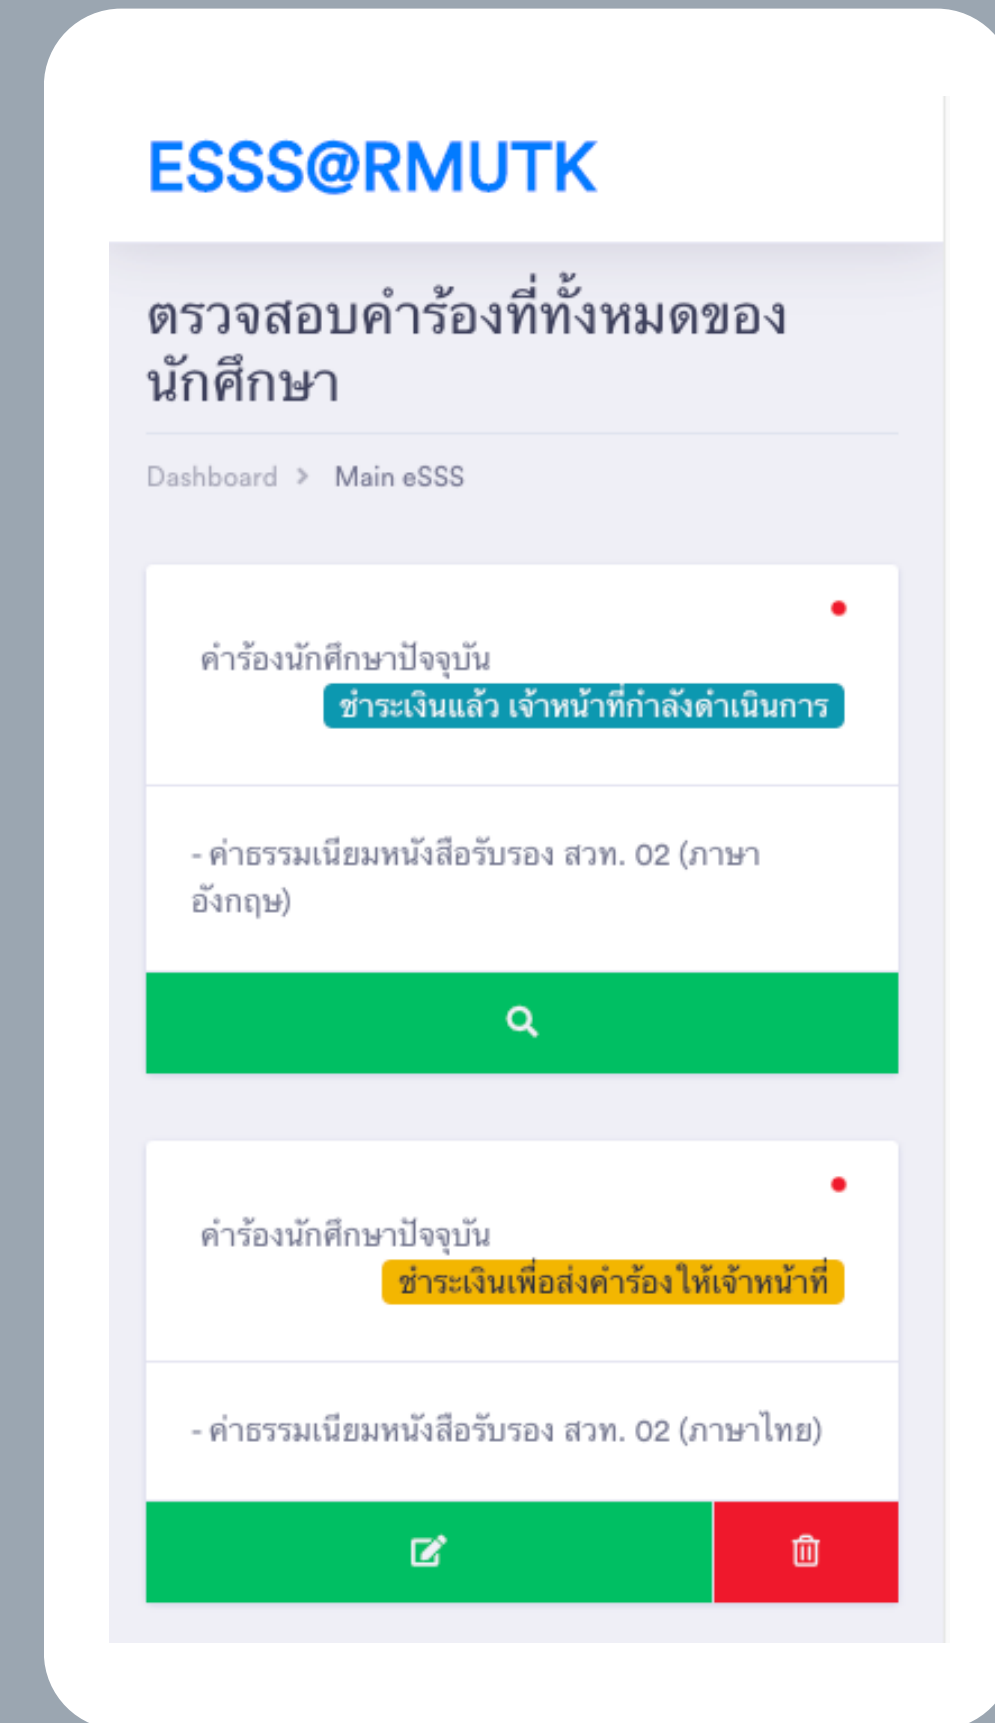 ESSS@RMUTK
ตรวจสอบคำร้องที่ทั้งหมดของ
นักศึกษา
Dashboard > Main eSSS
คำร้องนักศึกษาปัจจุบัน
ชำระเงินแล้ว เจ้าหน้าที่กำลังดำเนินการ
- ค่าธรรมเนียมหนังสือรับรอง สวท. 02 (ภาษา
อังกฤษ)
คำร้องนักศึกษาปัจจุบัน
ชำระเงินเพื่อส่งคำร้องให้เจ้าหน้าที่
- ค่าธรรมเนียมหนังสือรับรอง สวท. 02 (ภาษาไทย)